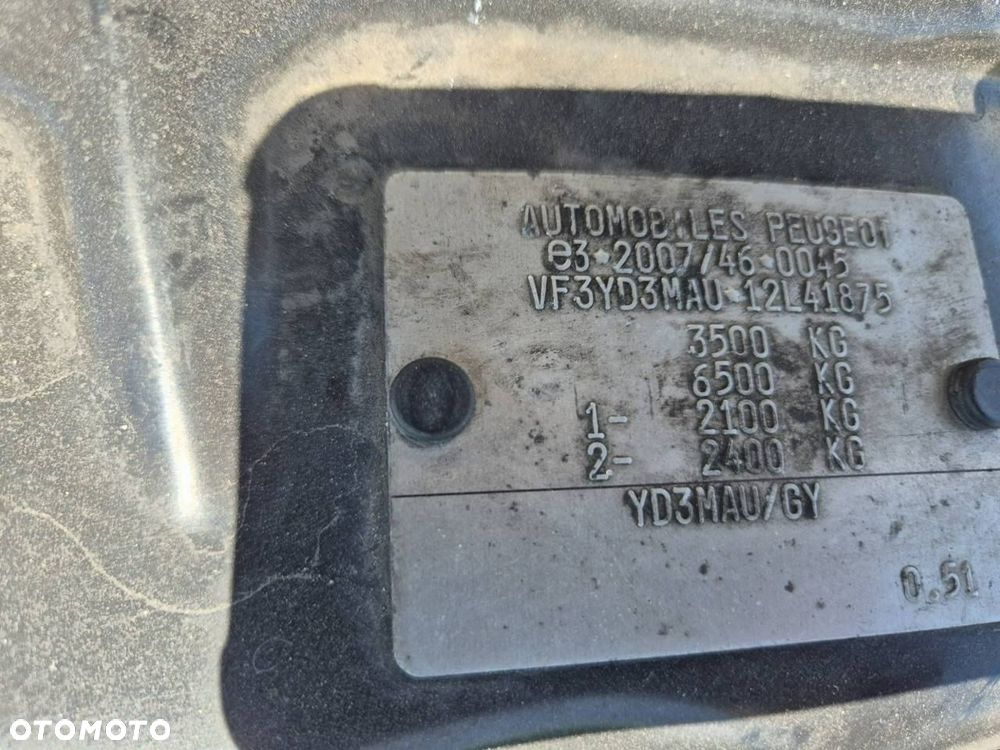 AUTOMOBILES PEUGEOT
e3*2007/46*0045
VF3YD3MAU*12L41875
3500 KG
6500 KG
1- 2100 KG
2- 2400 KG
YD3MAU/GY
0.51
OTOMOTO